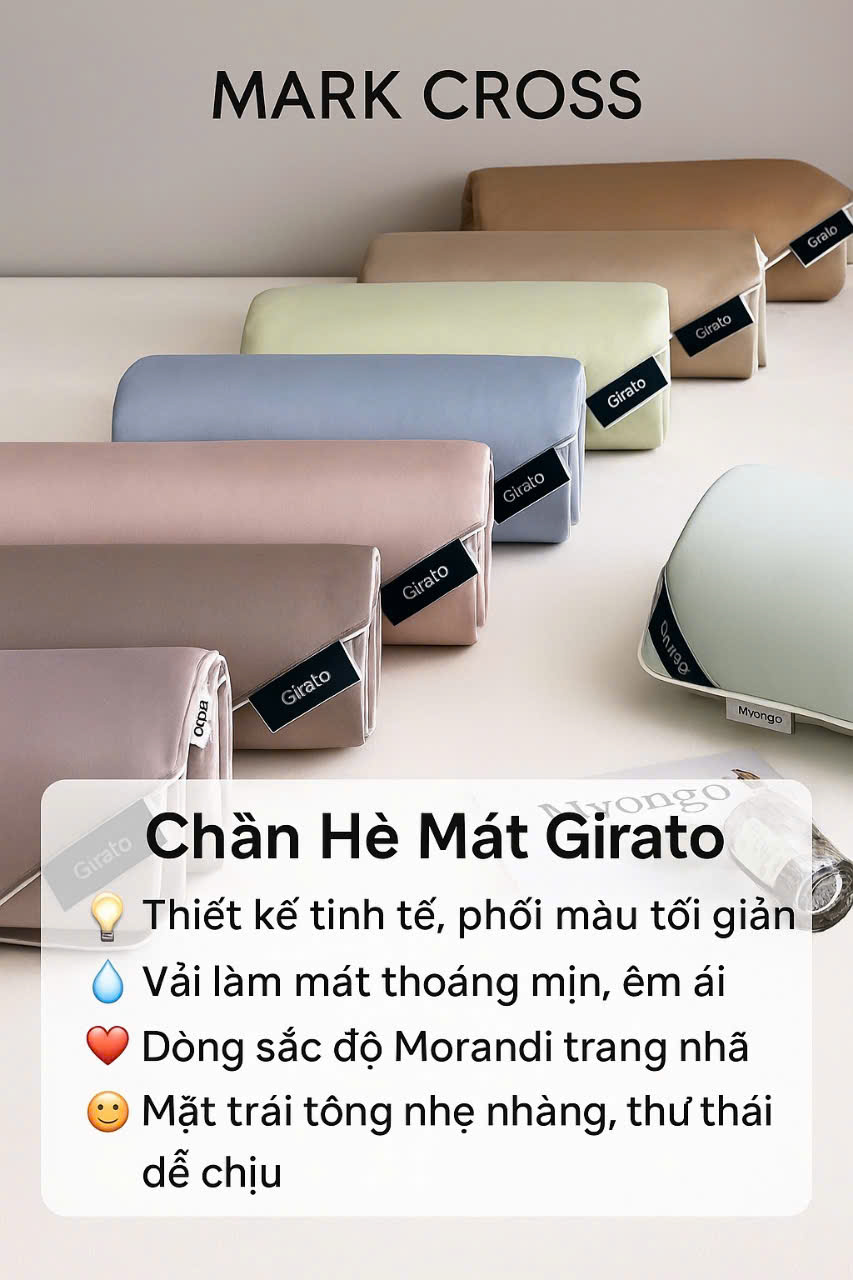 MARK CROSS
Giralo
Girato
Girato
Girato
Girato
Girato
Myongo
Girato
Myongo
Chần Hè Mát Girato
💡 Thiết kế tinh tế, phối màu tối giản
💧 Vải làm mát thoáng mịn, êm ái
❤️ Dòng sắc độ Morandi trang nhã
🙂 Mặt trái tông nhẹ nhàng, thư thái
dễ chịu